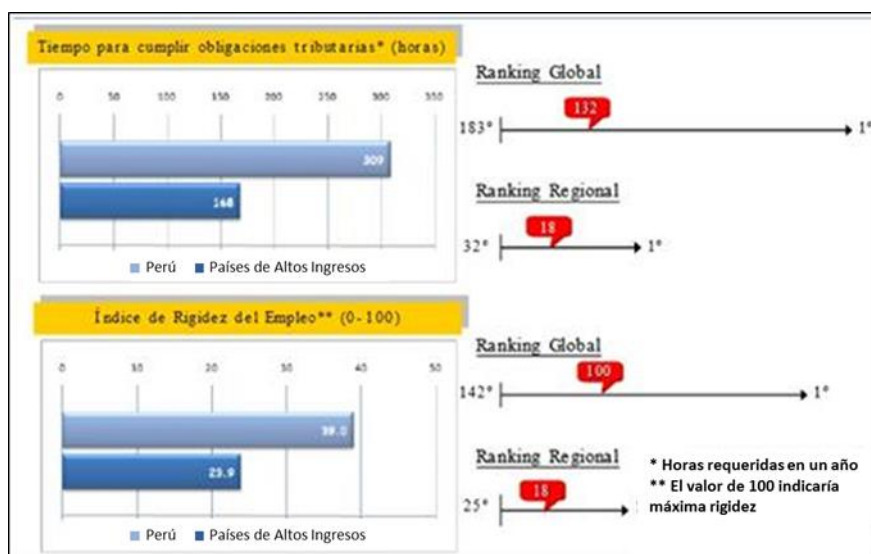 Tiempo para cumplir obligaciones tributarias* (horas)
0 50 100 150 200 250 300 350
309
168
Perú Países de Altos Ingresos
Ranking Global
132
183° 1°
Ranking Regional
18
32° 1°
Índice de Rigidez del Empleo** (0-100)
0 10 20 30 40 50
39.0
23.9
Perú Países de Altos Ingresos
Ranking Global
100
142° 1°
Ranking Regional
18
25°
* Horas requeridas en un año
** El valor de 100 indicaría
máxima rigidez